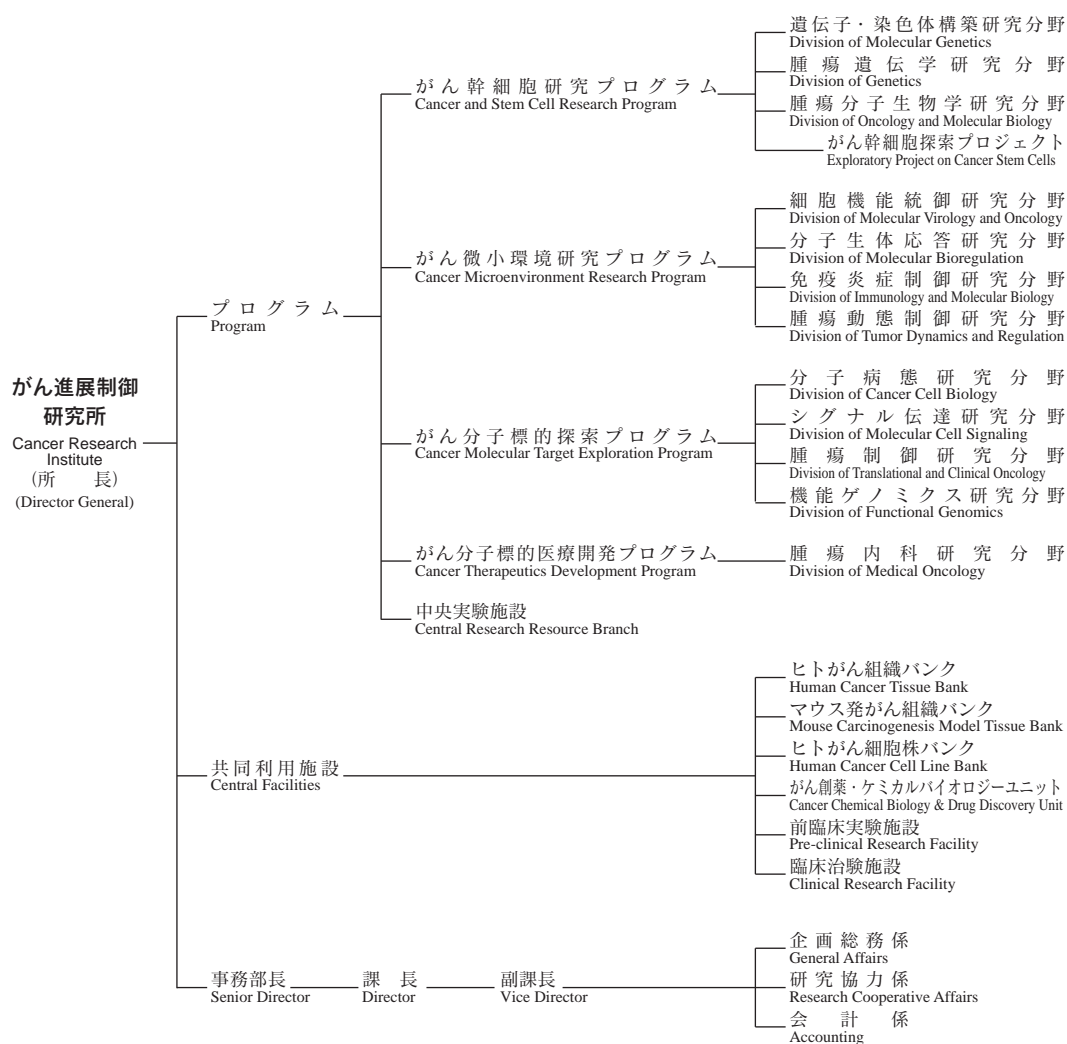 がん進展制御
研究所
Cancer Research
Institute
(所　長)
(Director General)
プログラム
Program
がん幹細胞研究プログラム
Cancer and Stem Cell Research Program
遺伝子・染色体構築研究分野
Division of Molecular Genetics
腫瘍遺伝学研究分野
Division of Genetics
腫瘍分子生物学研究分野
Division of Oncology and Molecular Biology
がん幹細胞探索プロジェクト
Exploratory Project on Cancer Stem Cells
がん微小環境研究プログラム
Cancer Microenvironment Research Program
細胞機能統御研究分野
Division of Molecular Virology and Oncology
分子生体応答研究分野
Division of Molecular Bioregulation
免疫炎症制御研究分野
Division of Immunology and Molecular Biology
腫瘍動態制御研究分野
Division of Tumor Dynamics and Regulation
がん分子標的探索プログラム
Cancer Molecular Target Exploration Program
分子病態研究分野
Division of Cancer Cell Biology
シグナル伝達研究分野
Division of Molecular Cell Signaling
腫瘍制御研究分野
Division of Translational and Clinical Oncology
機能ゲノミクス研究分野
Division of Functional Genomics
がん分子標的医療開発プログラム
Cancer Therapeutics Development Program
腫瘍内科研究分野
Division of Medical Oncology
中央実験施設
Central Research Resource Branch
共同利用施設
Central Facilities
ヒトがん組織バンク
Human Cancer Tissue Bank
マウス発がん組織バンク
Mouse Carcinogenesis Model Tissue Bank
ヒトがん細胞株バンク
Human Cancer Cell Line Bank
がん創薬・ケミカルバイオロジーユニット
Cancer Chemical Biology & Drug Discovery Unit
前臨床実験施設
Pre-clinical Research Facility
臨床治験施設
Clinical Research Facility
事務部長
Senior Director
課　長
Director
副課長
Vice Director
企画総務係
General Affairs
研究協力係
Research Cooperative Affairs
会計係
Accounting